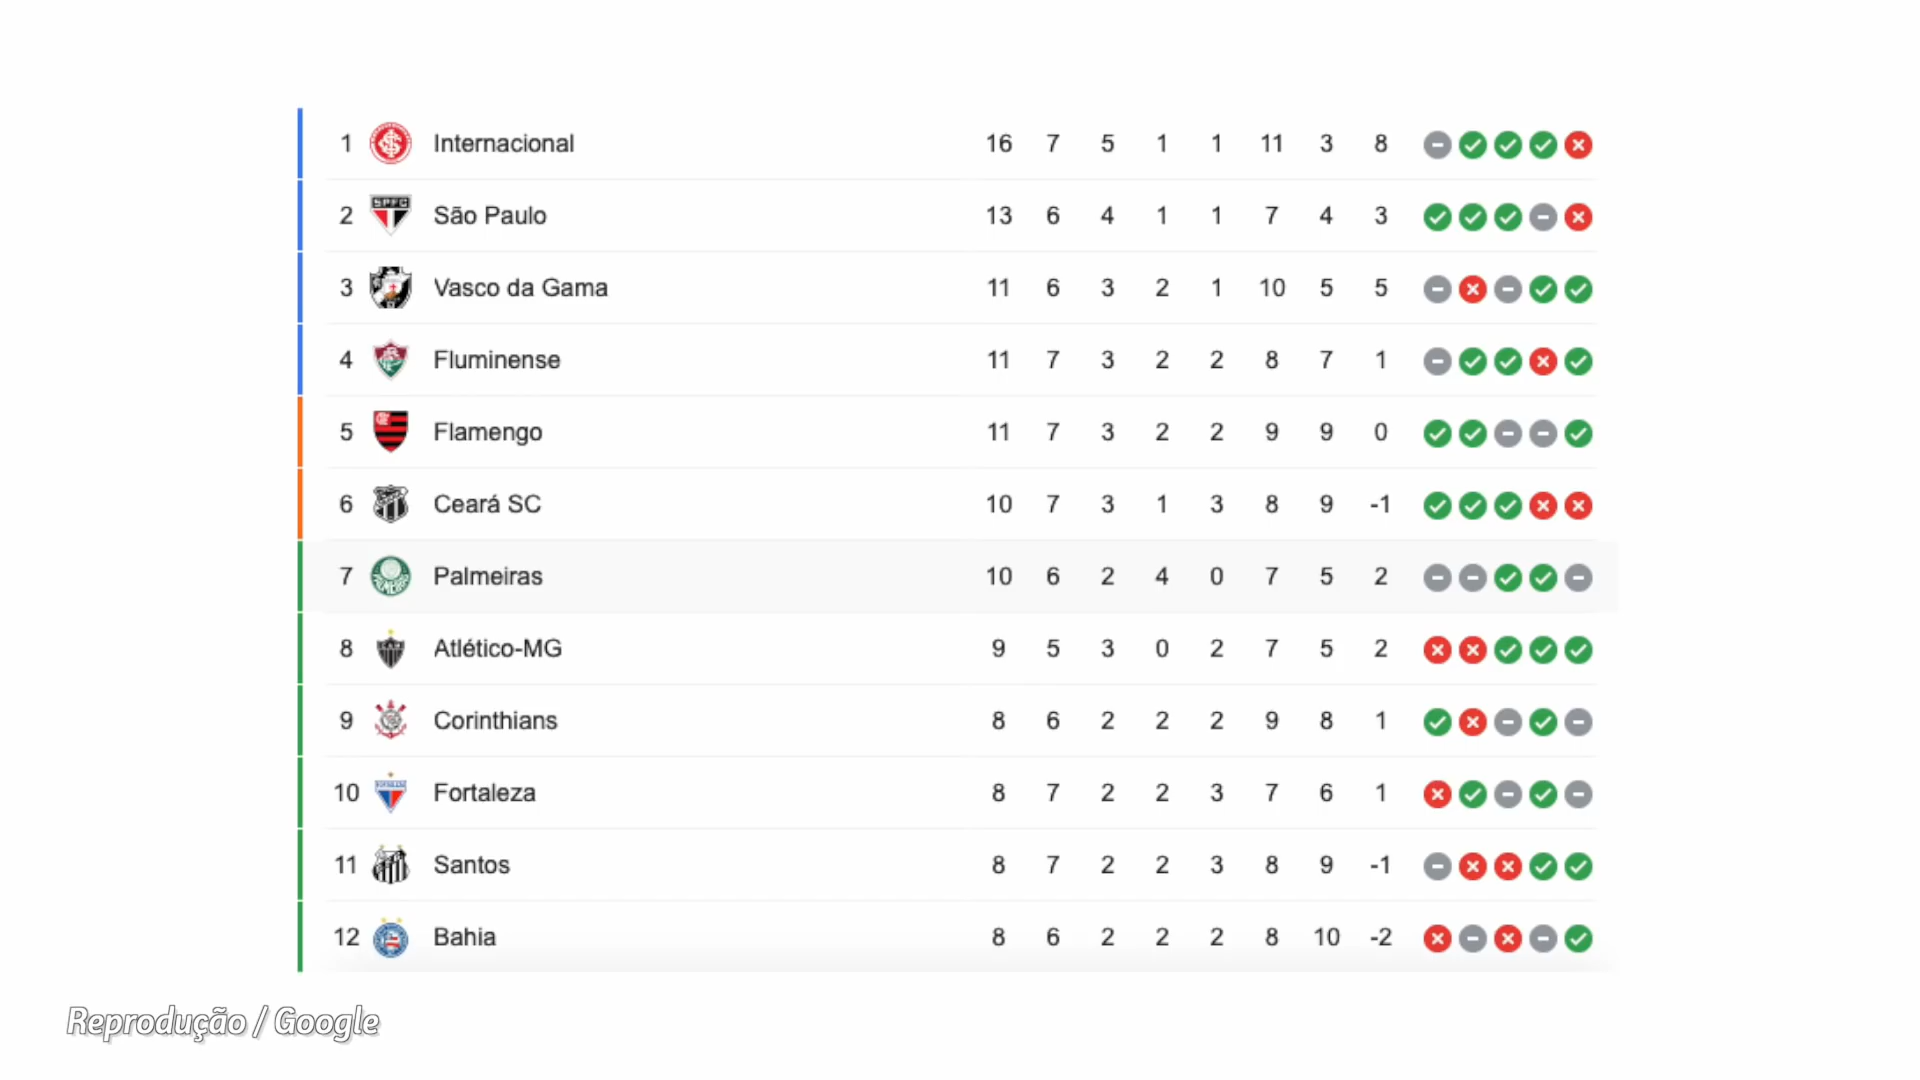 1 Internacional 16 7 5 1 1 11 3 8
2 SPFC São Paulo 13 6 4 1 1 7 4 3
3 Vasco da Gama 11 6 3 2 1 10 5 5
4 Fluminense 11 7 3 2 2 8 7 1
5 Flamengo 11 7 3 2 2 9 9 0
6 Ceará SC 10 7 3 1 3 8 9 -1
7 Palmeiras 10 6 2 4 0 7 5 2
8 Atlético-MG 9 5 3 0 2 7 5 2
9 Corinthians 8 6 2 2 2 9 8 1
10 Fortaleza 8 7 2 2 3 7 6 1
11 Santos 8 7 2 2 3 8 9 -1
12 Bahia 8 6 2 2 2 8 10 -2
Reprodução / Google